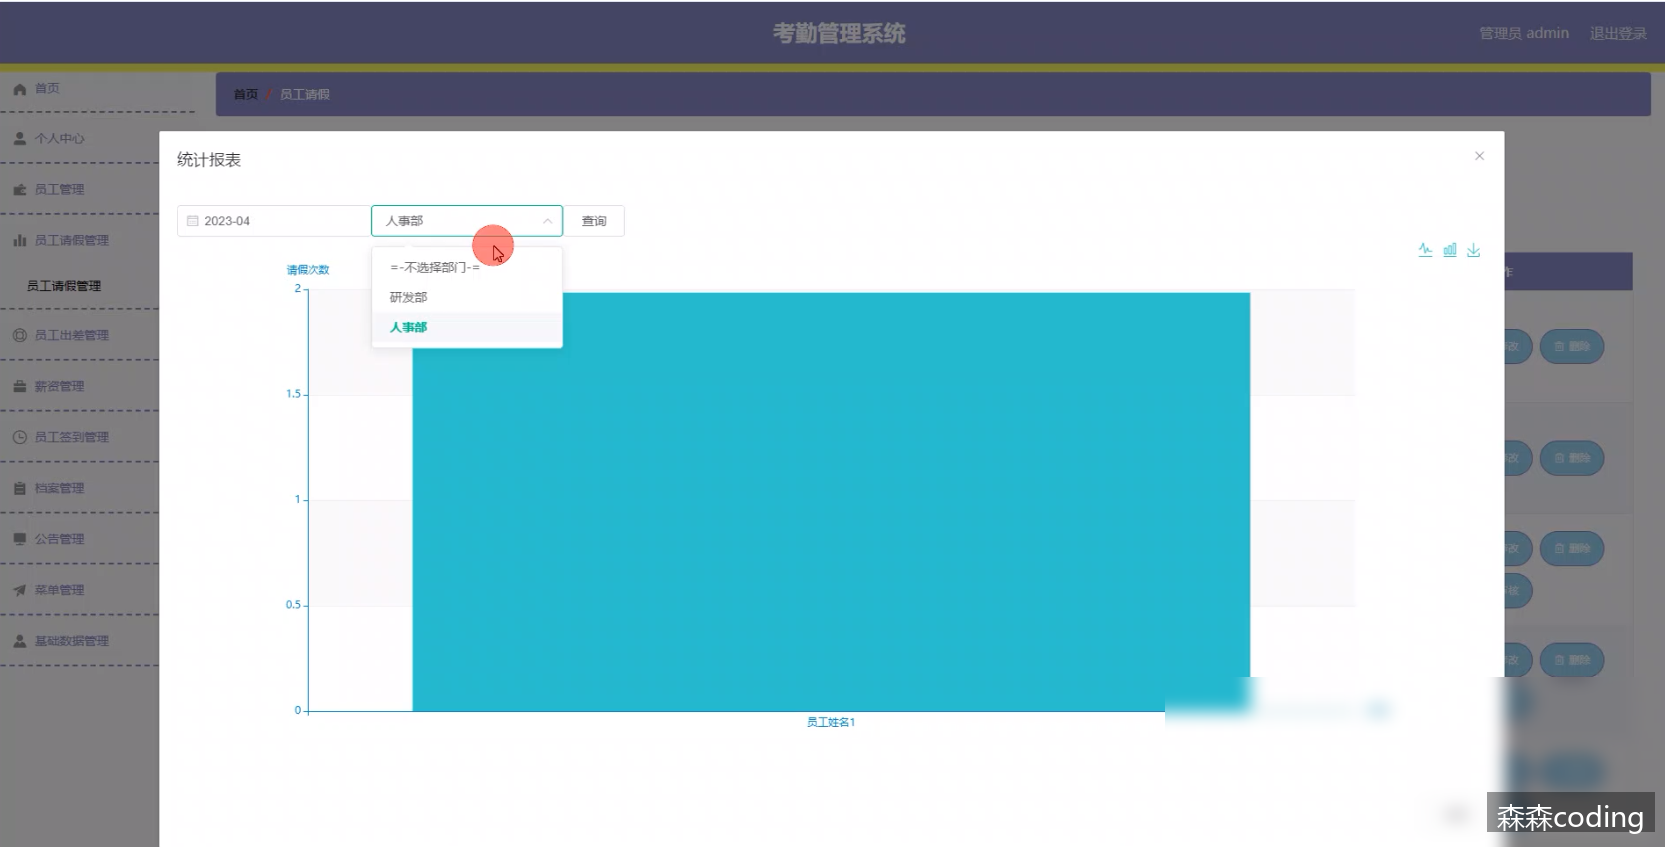 考勤管理系统
管理员 admin 退出登录
首页
首页 / 员工请假
个人中心
员工管理
员工请假管理
员工请假管理
员工出差管理
薪资管理
员工签到管理
档案管理
公告管理
菜单管理
基础数据管理
统计报表
2023-04 人事部 查询
=-不选择部门-=
研发部
人事部
请假次数
2
1.5
1
0.5
0
员工姓名1
作
改 删除
改 删除
改 删除
核
改 删除
森森coding